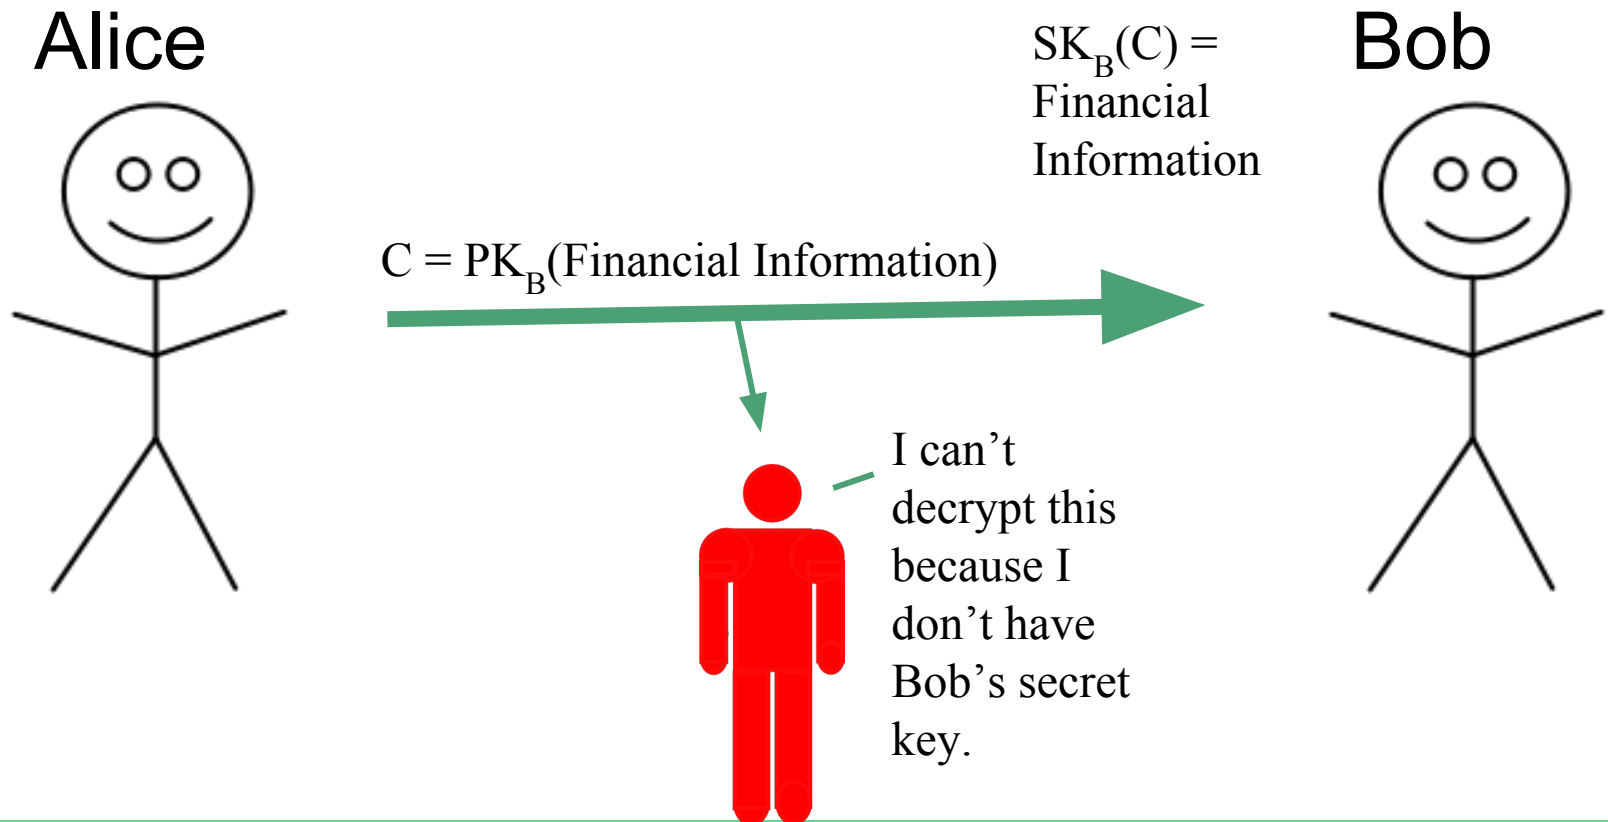 Alice
SK_B(C) =
Financial
Information
Bob
C = PK_B(Financial Information)
I can’t
decrypt this
because I
don’t have
Bob’s secret
key.